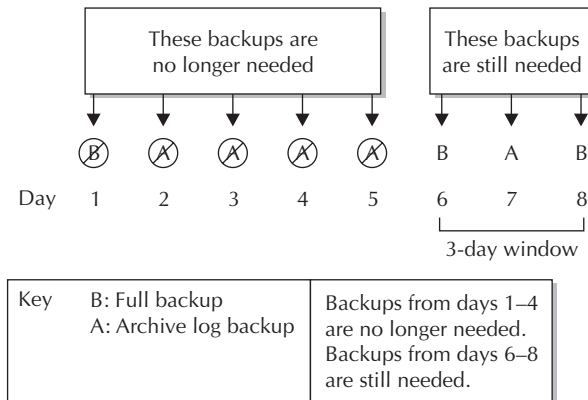 These backups are
no longer needed
These backups
are still needed
B A A A A B A B
Day 1 2 3 4 5 6 7 8
3-day window
Key B: Full backup
A: Archive log backup
Backups from days 1–4
are no longer needed.
Backups from days 6–8
are still needed.